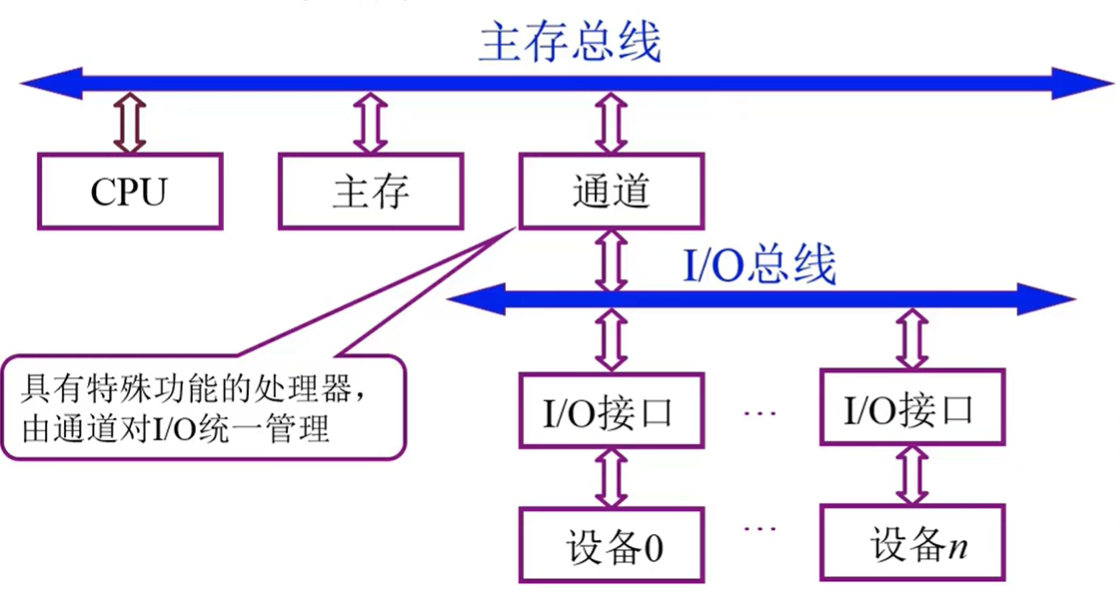 主存总线
CPU
主存
通道
I/O总线
具有特殊功能的处理器，
由通道对I/O统一管理
I/O接口
…
I/O接口
设备0
…
设备n